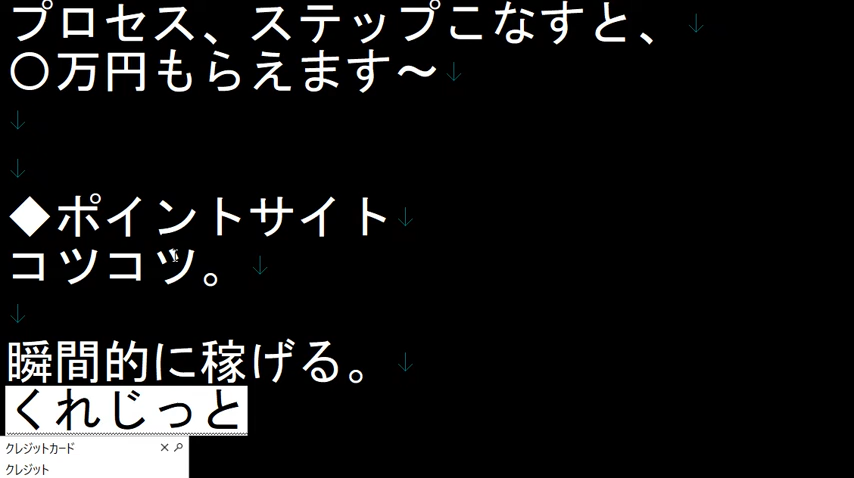 プロセス、ステップこなすと、↓
〇万円もらえます～↓
↓
↓
◆ポイントサイト↓
コツコツ。↓
↓
瞬間的に稼げる。↓
くれじっと
クレジットカード
クレジット